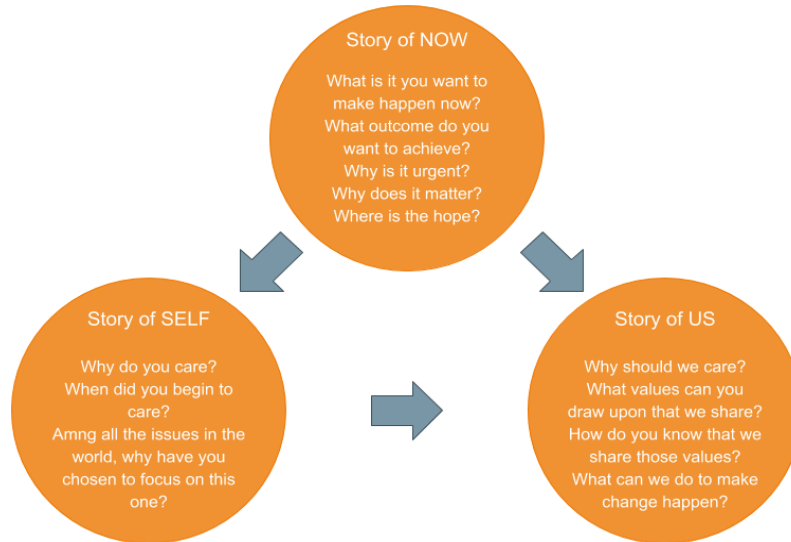 Story of NOW
What is it you want to
make happen now?
What outcome do you
want to achieve?
Why is it urgent?
Why does it matter?
Where is the hope?
Story of SELF
Why do you care?
When did you begin to
care?
Amng all the issues in the
world, why have you
chosen to focus on this
one?
Story of US
Why should we care?
What values can you
draw upon that we share?
How do you know that we
share those values?
What can we do to make
change happen?